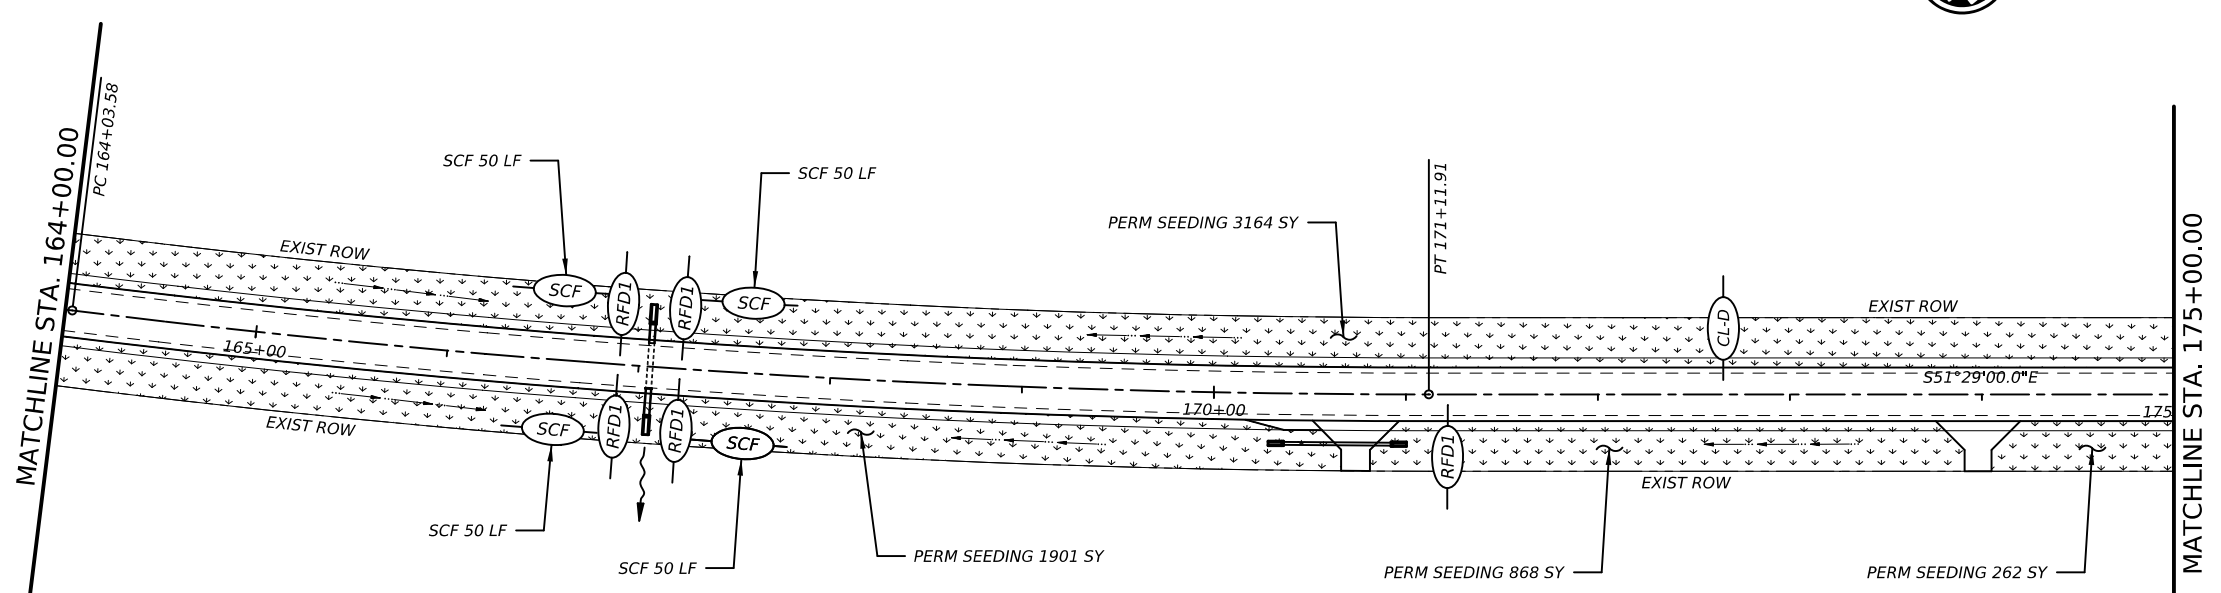 MATCHLINE STA. 164+00.00
PC 164+03.58
EXIST ROW
SCF 50 LF
SCF 50 LF
SCF
RFD1
RFD1
SCF
PERM SEEDING 3164 SY
PT 171+11.91
CL-D
EXIST ROW
165+00
170+00
S51°29'00.0"E
175
MATCHLINE STA. 175+00.00
EXIST ROW
SCF
RFD1
RFD1
SCF
RFD1
EXIST ROW
SCF 50 LF
SCF 50 LF
PERM SEEDING 1901 SY
PERM SEEDING 868 SY
PERM SEEDING 262 SY